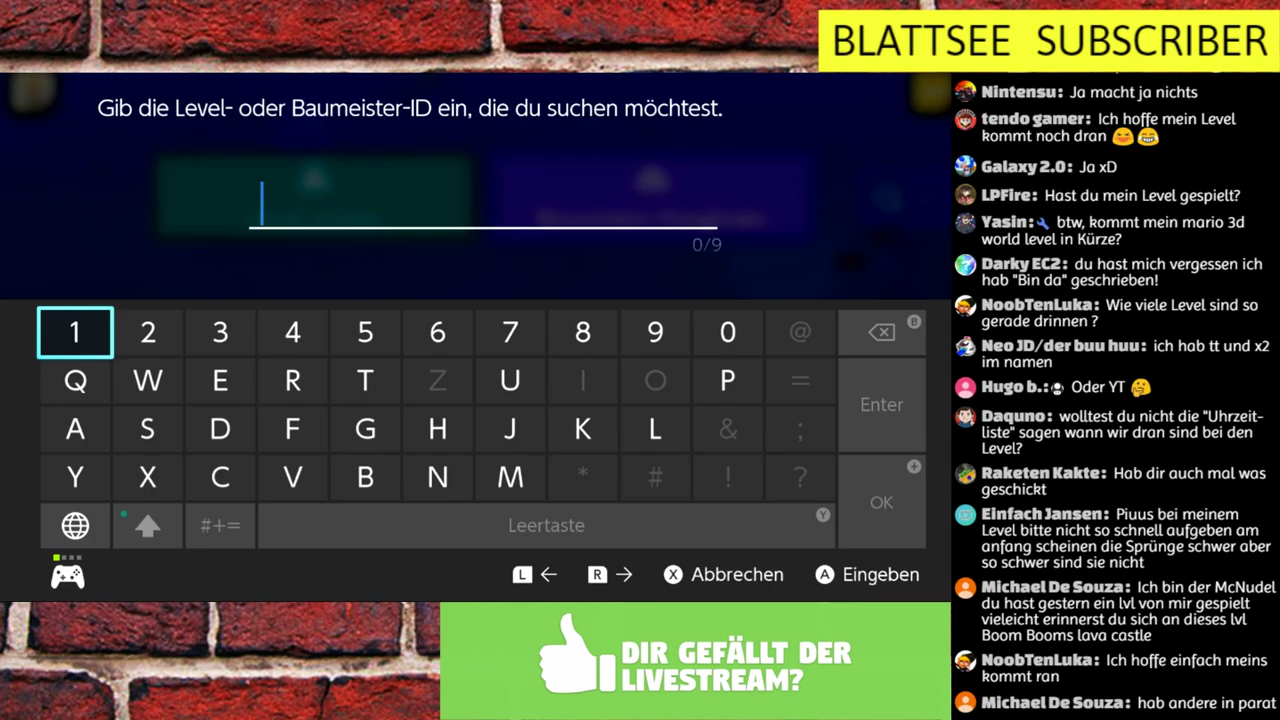 BLATTSEE SUBSCRIBER
Gib die Level- oder Baumeister-ID ein, die du suchen möchtest.
0/9
1 2 3 4 5 6 7 8 9 0 @
Q W E R T Z U I O P =
Enter
A S D F G H J K L & ;
Y X C V B N M * # ! ?
OK
#+=
Leertaste
B
+
Y
L ← R → X Abbrechen A Eingeben
DIR GEFÄLLT DER
LIVESTREAM?
Nintensu: Ja macht ja nichts
tendo gamer: Ich hoffe mein Level
kommt noch dran 😝 😂
Galaxy 2.0: Ja xD
LPFire: Hast du mein Level gespielt?
Yasin: btw, kommt mein mario 3d
world level in Kürze?
Darky EC2: du hast mich vergessen ich
hab "Bin da" geschrieben!
NoobTenLuka: Wie viele Level sind so
gerade drinnen ?
Neo JD/der buu huu: ich hab tt und x2
im namen
Hugo b.: Oder YT 🤔
Daquno: wolltest du nicht die "Uhrzeit-
liste" sagen wann wir dran sind bei den
Level?
Raketen Kakte: Hab dir auch mal was
geschickt
Einfach Jansen: Piuus bei meinem
Level bitte nicht so schnell aufgeben am
anfang scheinen die Sprünge schwer aber
so schwer sind sie nicht
Michael De Souza: Ich bin der McNudel
du hast gestern ein lvl von mir gespielt
vieleicht erinnerst du sich an dieses lvl
Boom Booms lava castle
NoobTenLuka: Ich hoffe einfach meins
kommt ran
Michael De Souza: hab andere in parat